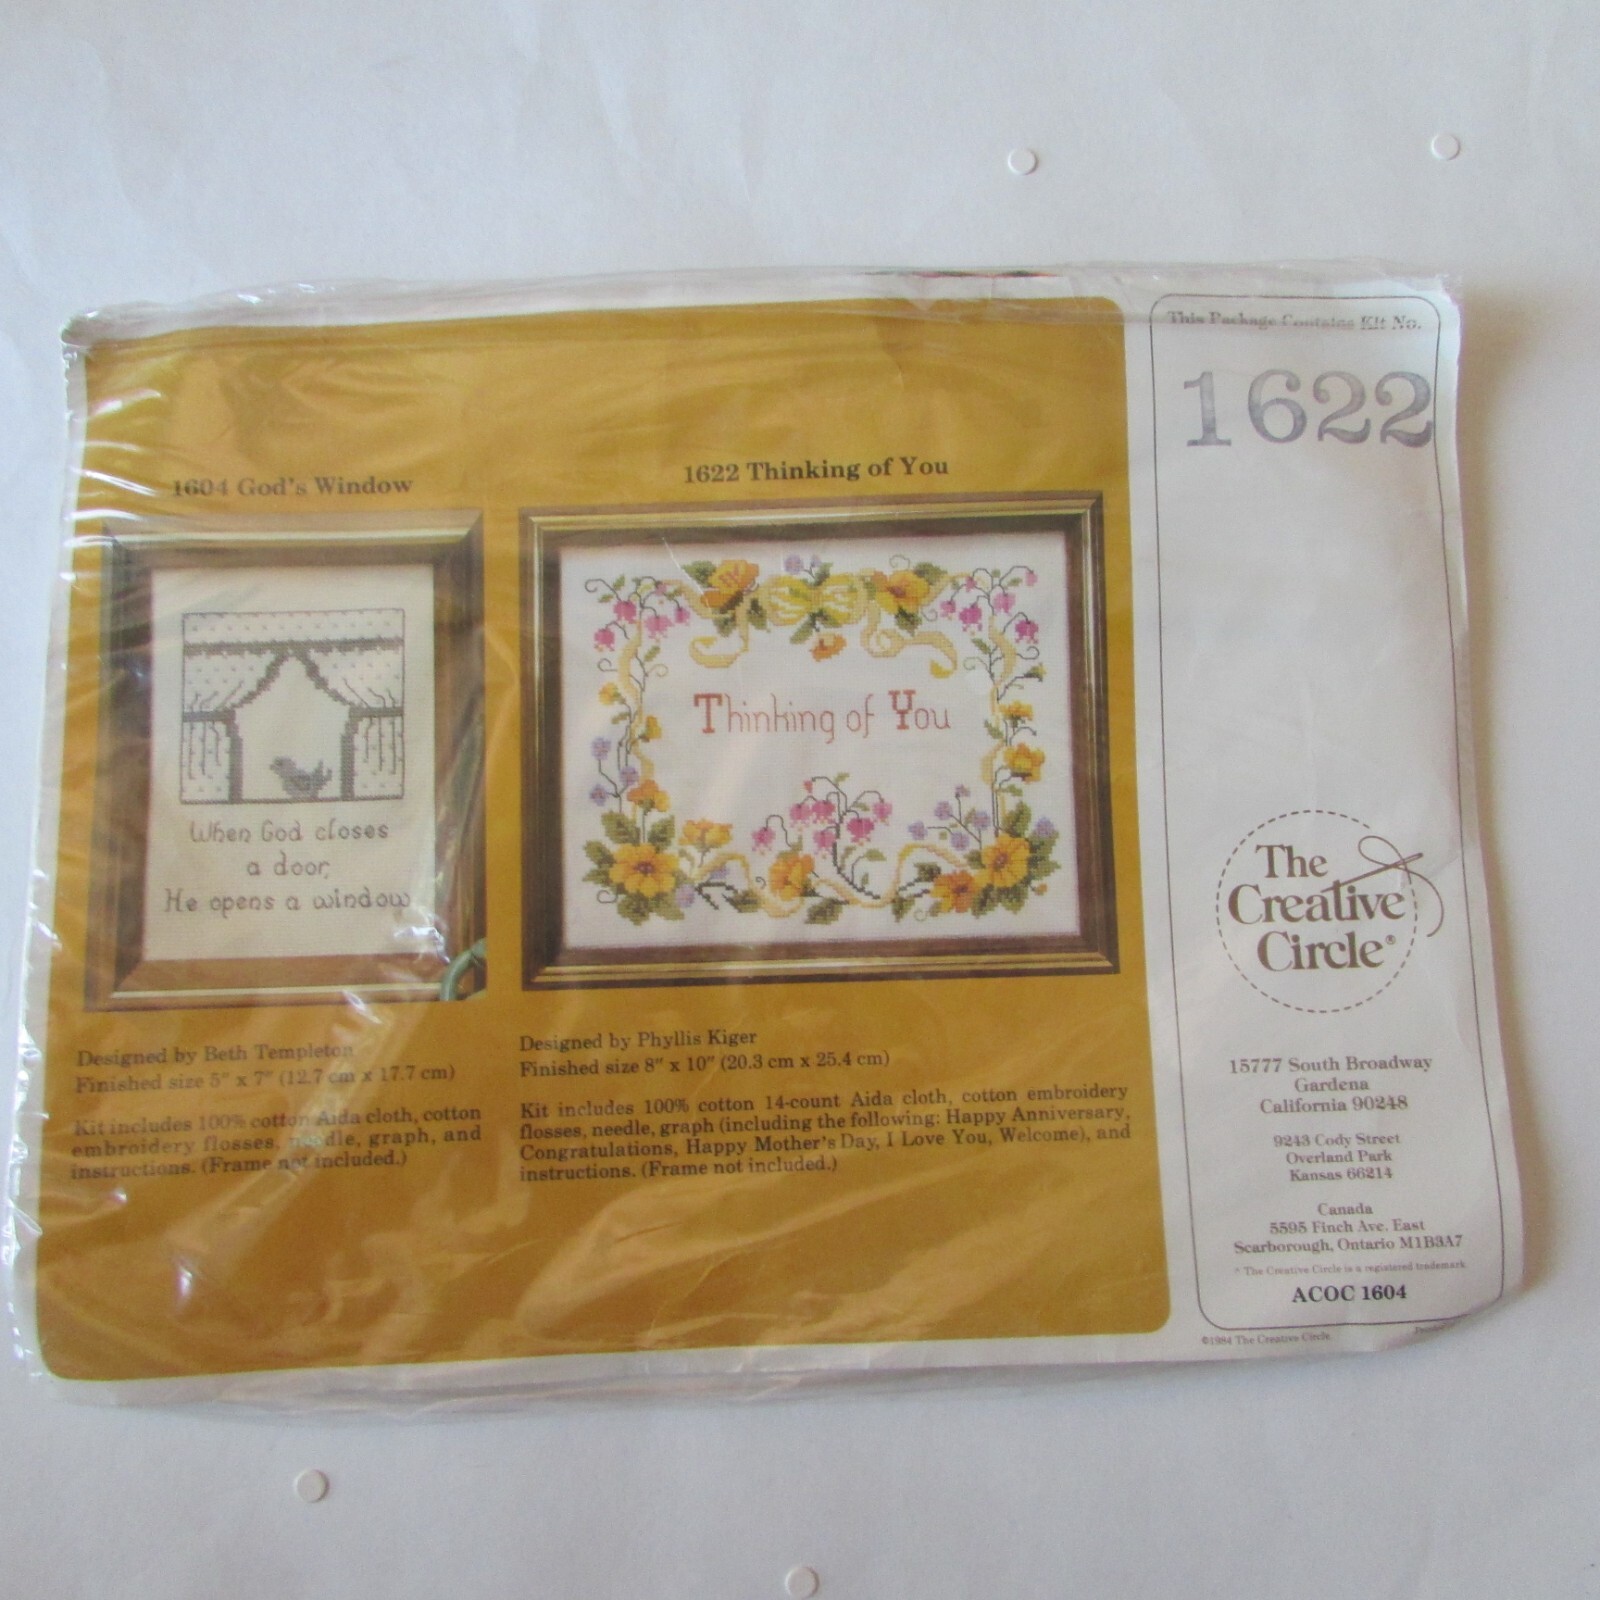 This Package Contains Kit No.
1622
1604 God's Window
When God closes
a door,
He opens a window
Designed by Beth Templeton
Finished size 5" x 7" (12.7 cm x 17.7 cm)
Kit includes 100% cotton Aida cloth, cotton
embroidery flosses, needle, graph, and
instructions. (Frame not included.)
1622 Thinking of You
Thinking of You
Designed by Phyllis Kiger
Finished size 8" x 10" (20.3 cm x 25.4 cm)
Kit includes 100% cotton 14-count Aida cloth, cotton embroidery
flosses, needle, graph (including the following: Happy Anniversary,
Congratulations, Happy Mother's Day, I Love You, Welcome), and
instructions. (Frame not included.)
The
Creative
Circle®
15777 South Broadway
Gardena
California 90248
9243 Cody Street
Overland Park
Kansas 66214
Canada
5595 Finch Ave. East
Scarborough, Ontario M1B3A7
* The Creative Circle is a registered trademark
ACOC 1604
©1984 The Creative Circle